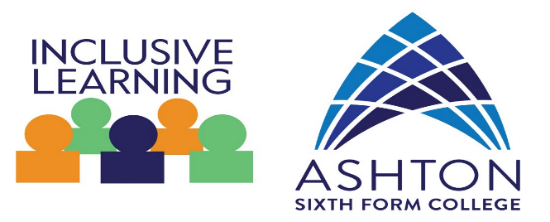 INCLUSIVE
LEARNING
ASHTON
SIXTH FORM COLLEGE